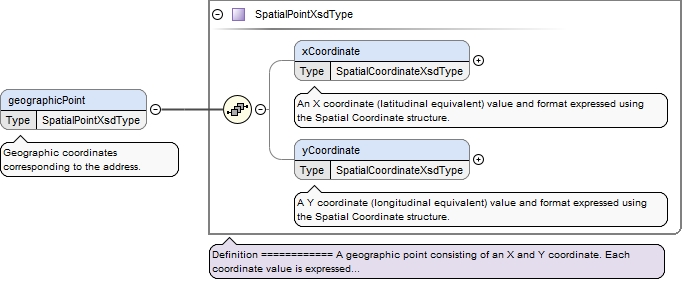 SpatialPointXsdType
xCoordinate
Type SpatialCoordinateXsdType
An X coordinate (latitudinal equivalent) value and format expressed using
the Spatial Coordinate structure.
geographicPoint
Type SpatialPointXsdType
Geographic coordinates
corresponding to the address.
yCoordinate
Type SpatialCoordinateXsdType
A Y coordinate (longitudinal equivalent) value and format expressed using
the Spatial Coordinate structure.
Definition ============ A geographic point consisting of an X and Y coordinate. Each
coordinate value is expressed...